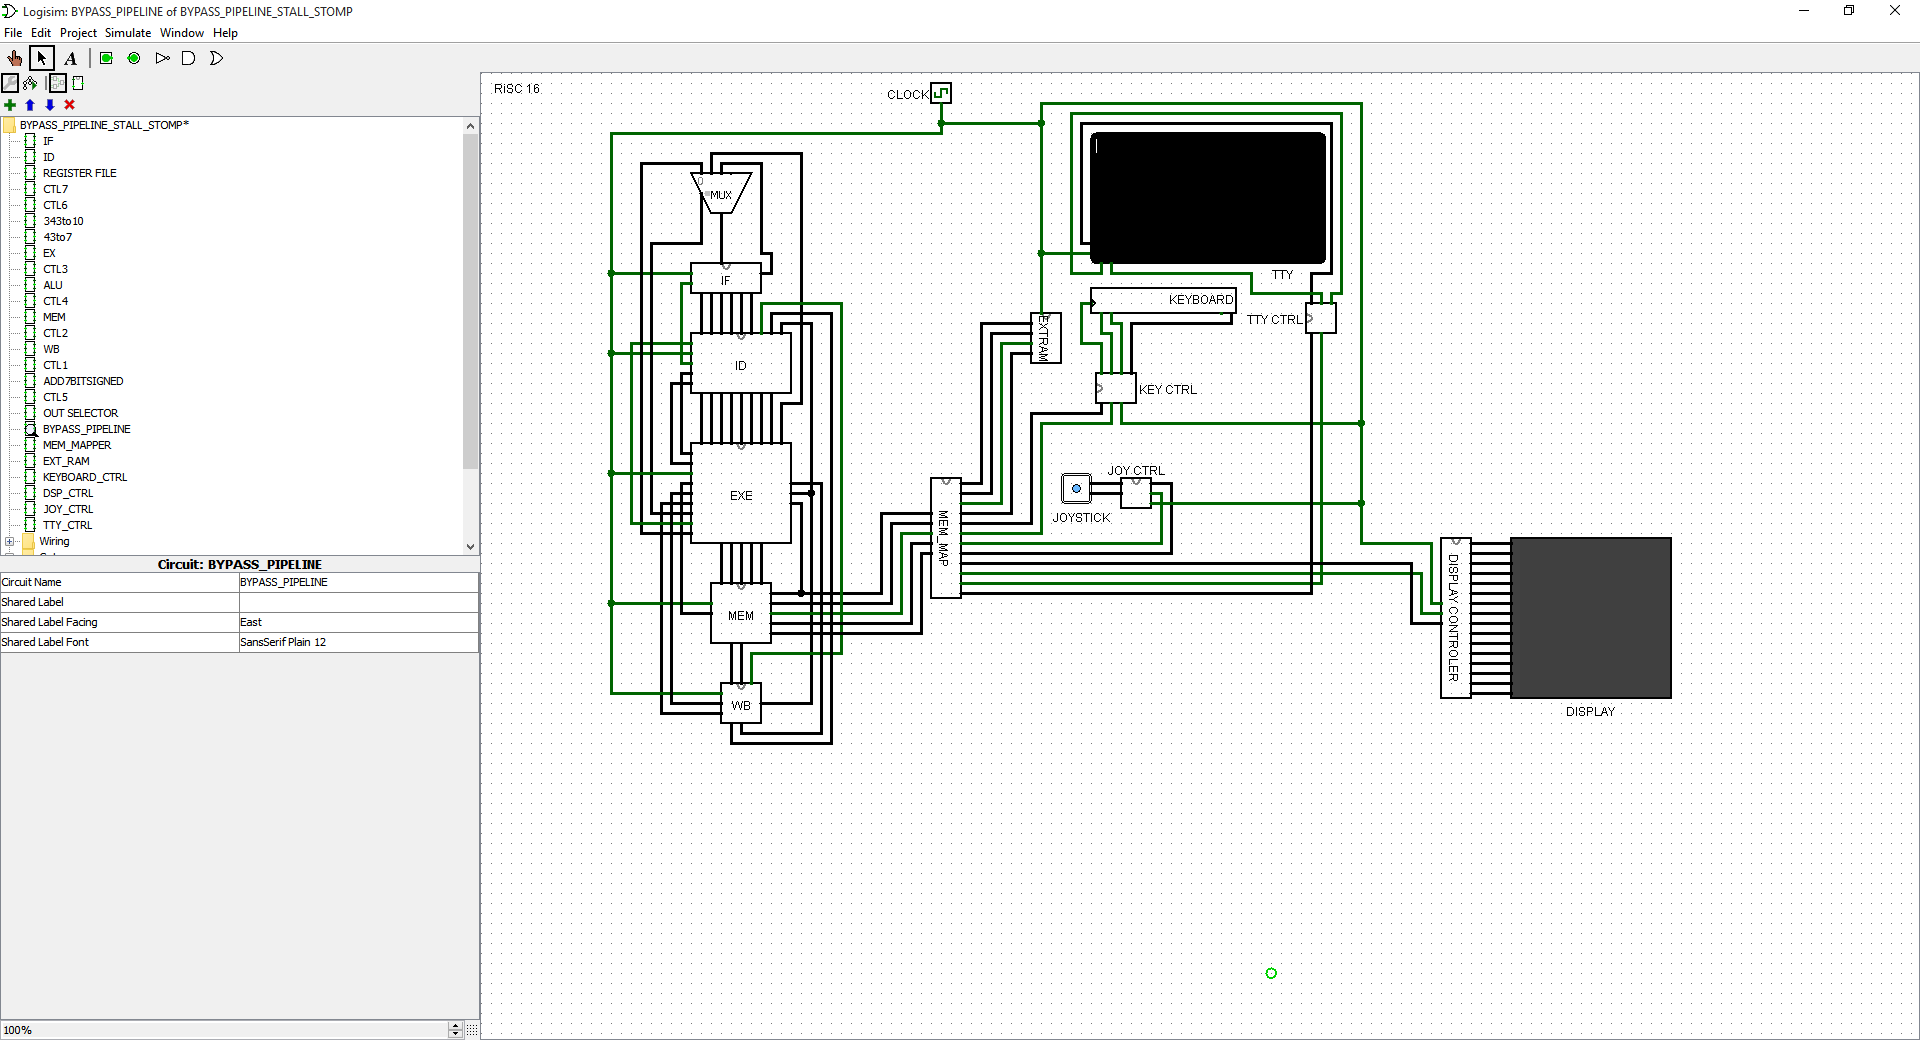 Logisim: BYPASS_PIPELINE of BYPASS_PIPELINE_STALL_STOMP
File Edit Project Simulate Window Help
A
BYPASS_PIPELINE_STALL_STOMP*
IF
ID
REGISTER FILE
CTL7
CTL6
343to10
43to7
EX
CTL3
ALU
CTL4
MEM
CTL2
WB
CTL1
ADD7BITSIGNED
CTL5
OUT SELECTOR
BYPASS_PIPELINE
MEM_MAPPER
EXT_RAM
KEYBOARD_CTRL
DSP_CTRL
JOY_CTRL
TTY_CTRL
Wiring
Circuit: BYPASS_PIPELINE
Circuit Name BYPASS_PIPELINE
Shared Label
Shared Label Facing East
Shared Label Font SansSerif Plain 12
100%
RiSC 16
CLOCK
0
MUX
IF
ID
EXE
MEM
WB
TTY
KEYBOARD
TTY CTRL
EXTRAM
KEY CTRL
JOY CTRL
JOYSTICK
MEM_MAP
DISPLAY CONTROLER
DISPLAY